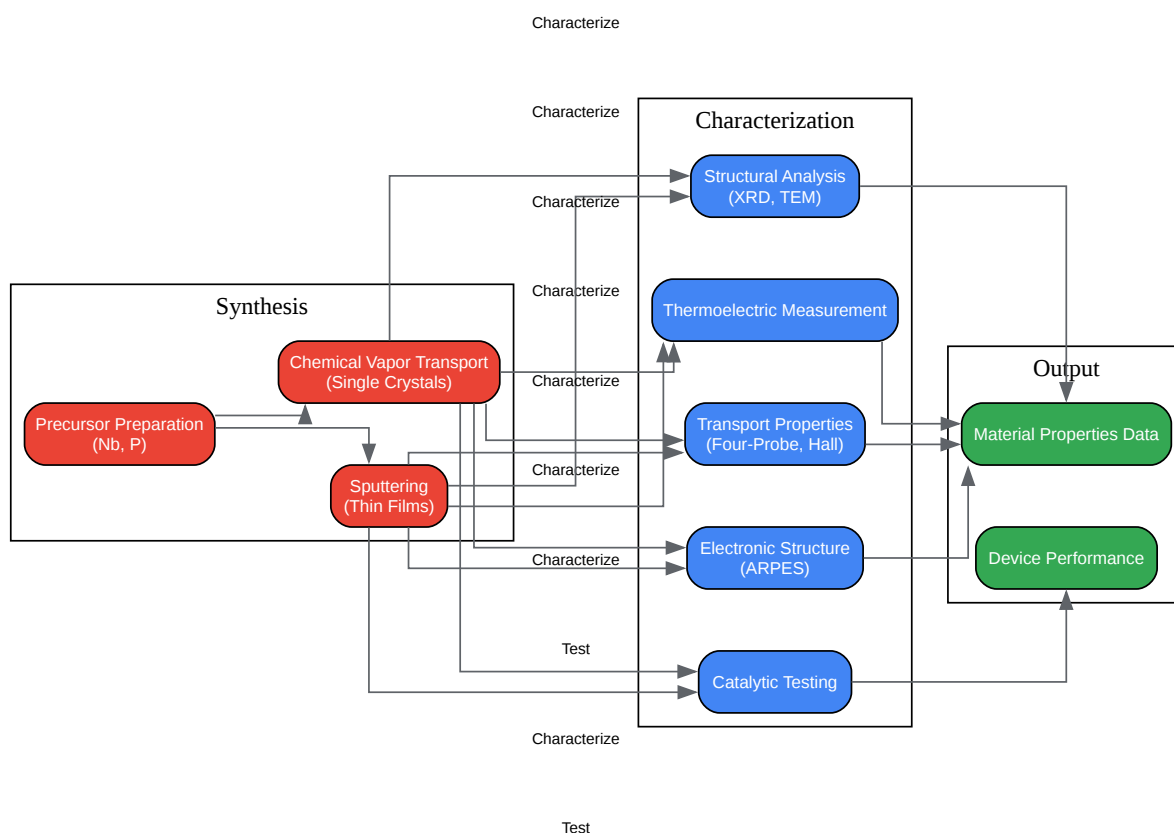 Characterize
Characterize
Characterization
Structural Analysis
(XRD, TEM)
Characterize
Characterize
Synthesis
Thermoelectric Measurement
Chemical Vapor Transport
(Single Crystals)
Characterize
Output
Precursor Preparation
(Nb, P)
Transport Properties
(Four-Probe, Hall)
Material Properties Data
Characterize
Sputtering
(Thin Films)
Characterize
Electronic Structure
(ARPES)
Device Performance
Test
Catalytic Testing
Characterize
Test